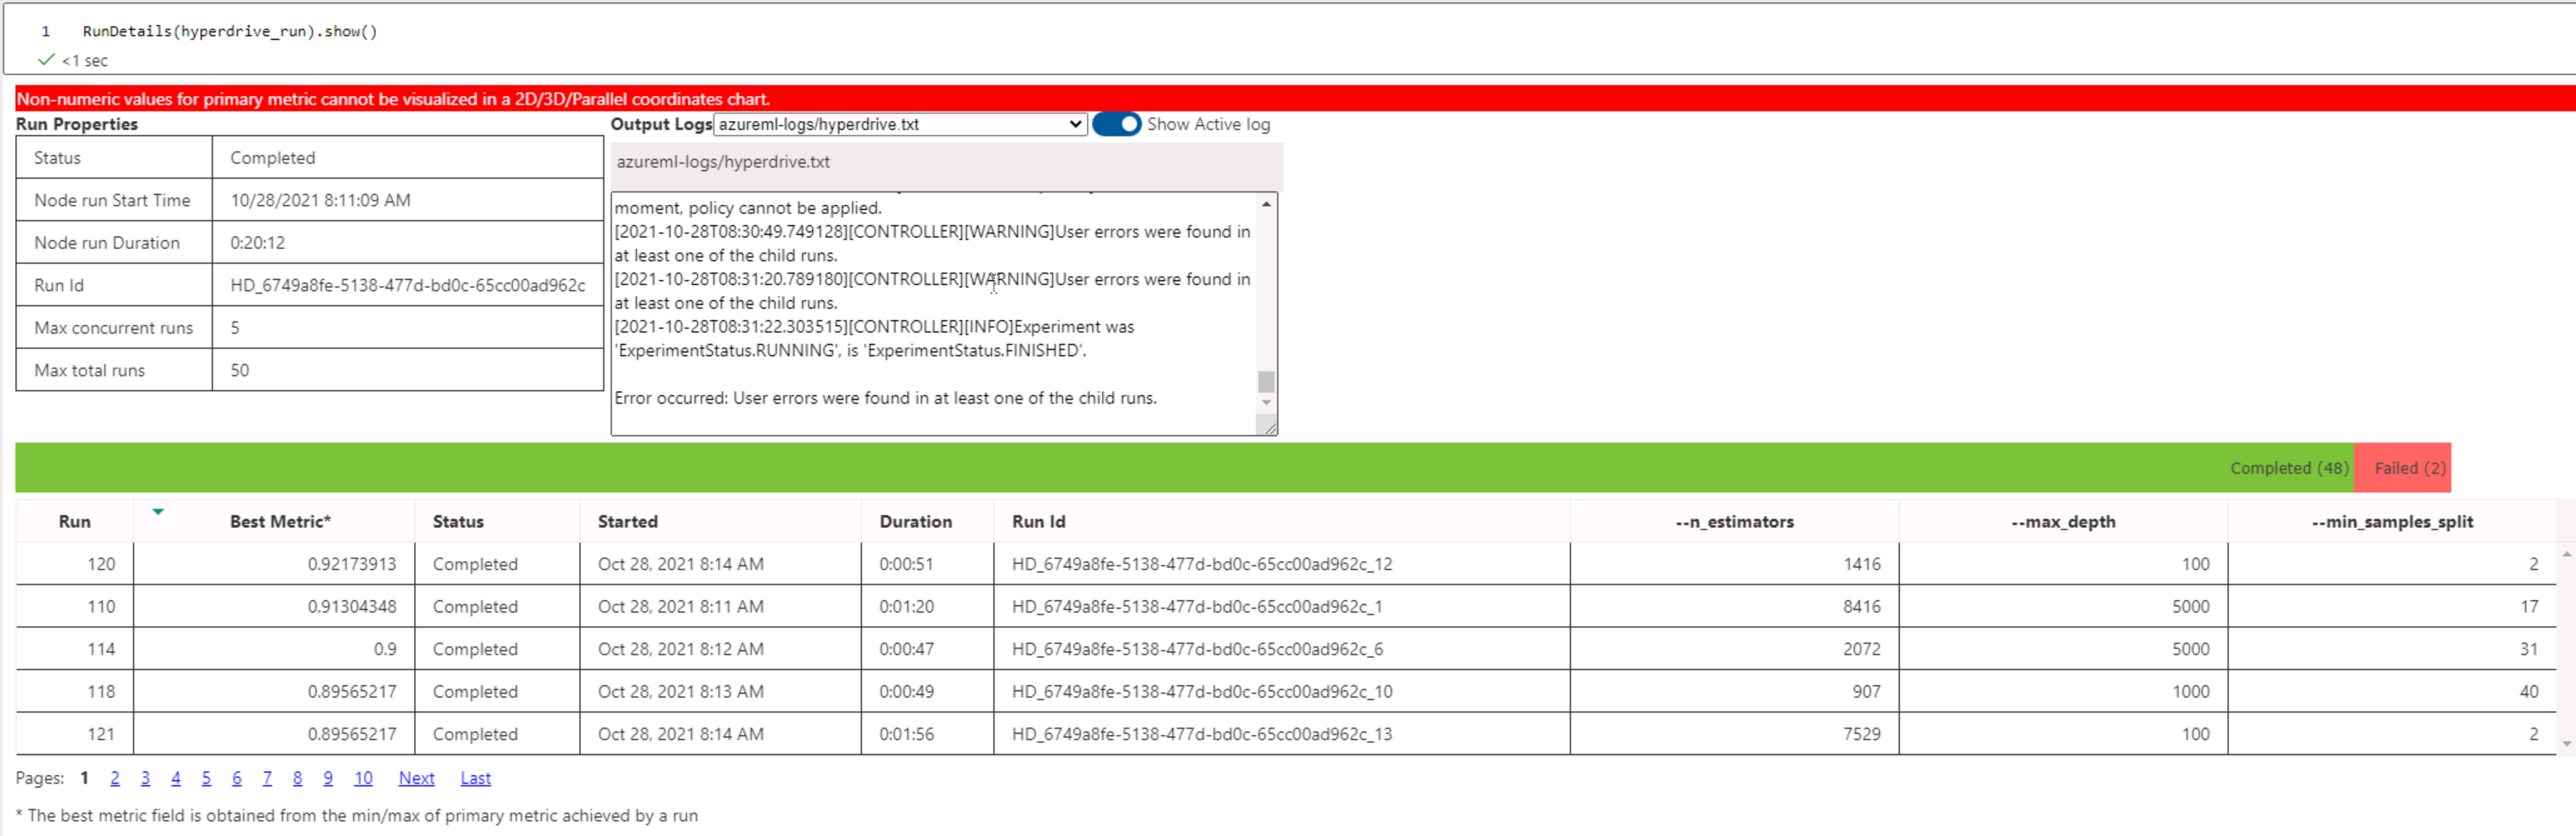 1 RunDetails(hyperdrive_run).show()
<1 sec
Non-numeric values for primary metric cannot be visualized in a 2D/3D/Parallel coordinates chart.
Run Properties
Status Completed
Node run Start Time 10/28/2021 8:11:09 AM
Node run Duration 0:20:12
Run Id HD_6749a8fe-5138-477d-bd0c-65cc00ad962c
Max concurrent runs 5
Max total runs 50
Output Logs azureml-logs/hyperdrive.txt Show Active log
azureml-logs/hyperdrive.txt
moment, policy cannot be applied.
[2021-10-28T08:30:49.749128][CONTROLLER][WARNING]User errors were found in
at least one of the child runs.
[2021-10-28T08:31:20.789180][CONTROLLER][WARNING]User errors were found in
at least one of the child runs.
[2021-10-28T08:31:22.303515][CONTROLLER][INFO]Experiment was
'ExperimentStatus.RUNNING', is 'ExperimentStatus.FINISHED'.
Error occurred: User errors were found in at least one of the child runs.
Completed (48) Failed (2)
Run Best Metric* Status Started Duration Run Id --n_estimators --max_depth --min_samples_split
120 0.92173913 Completed Oct 28, 2021 8:14 AM 0:00:51 HD_6749a8fe-5138-477d-bd0c-65cc00ad962c_12 1416 100 2
110 0.91304348 Completed Oct 28, 2021 8:11 AM 0:01:20 HD_6749a8fe-5138-477d-bd0c-65cc00ad962c_1 8416 5000 17
114 0.9 Completed Oct 28, 2021 8:12 AM 0:00:47 HD_6749a8fe-5138-477d-bd0c-65cc00ad962c_6 2072 5000 31
118 0.89565217 Completed Oct 28, 2021 8:13 AM 0:00:49 HD_6749a8fe-5138-477d-bd0c-65cc00ad962c_10 907 1000 40
121 0.89565217 Completed Oct 28, 2021 8:14 AM 0:01:56 HD_6749a8fe-5138-477d-bd0c-65cc00ad962c_13 7529 100 2
Pages: 1 2 3 4 5 6 7 8 9 10 Next Last
* The best metric field is obtained from the min/max of primary metric achieved by a run